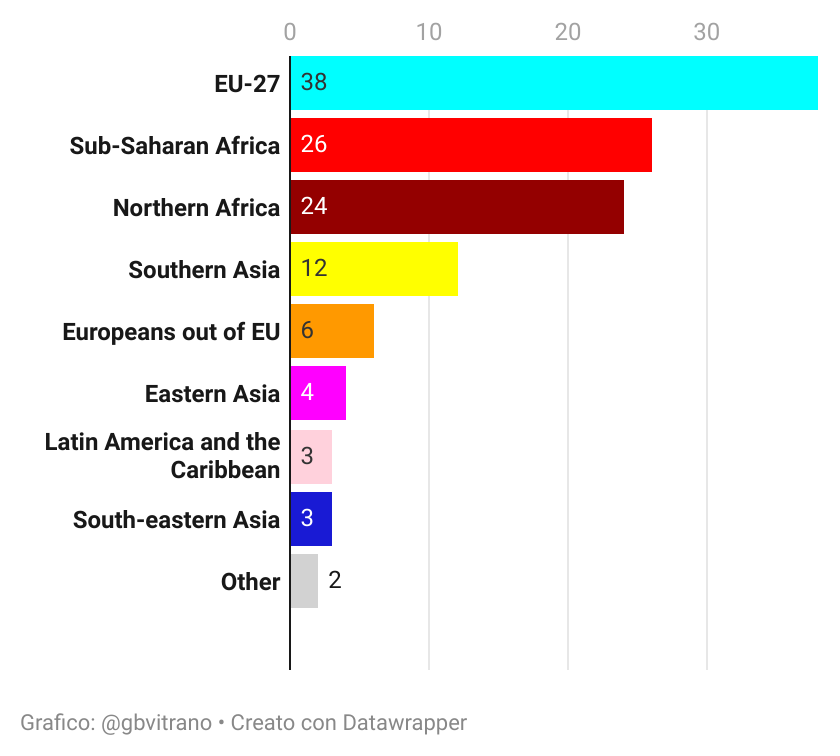 0 10 20 30
EU-27 38
Sub-Saharan Africa 26
Northern Africa 24
Southern Asia 12
Europeans out of EU 6
Eastern Asia 4
Latin America and the
Caribbean 3
South-eastern Asia 3
Other 2
Grafico: @gbvitrano • Creato con Datawrapper